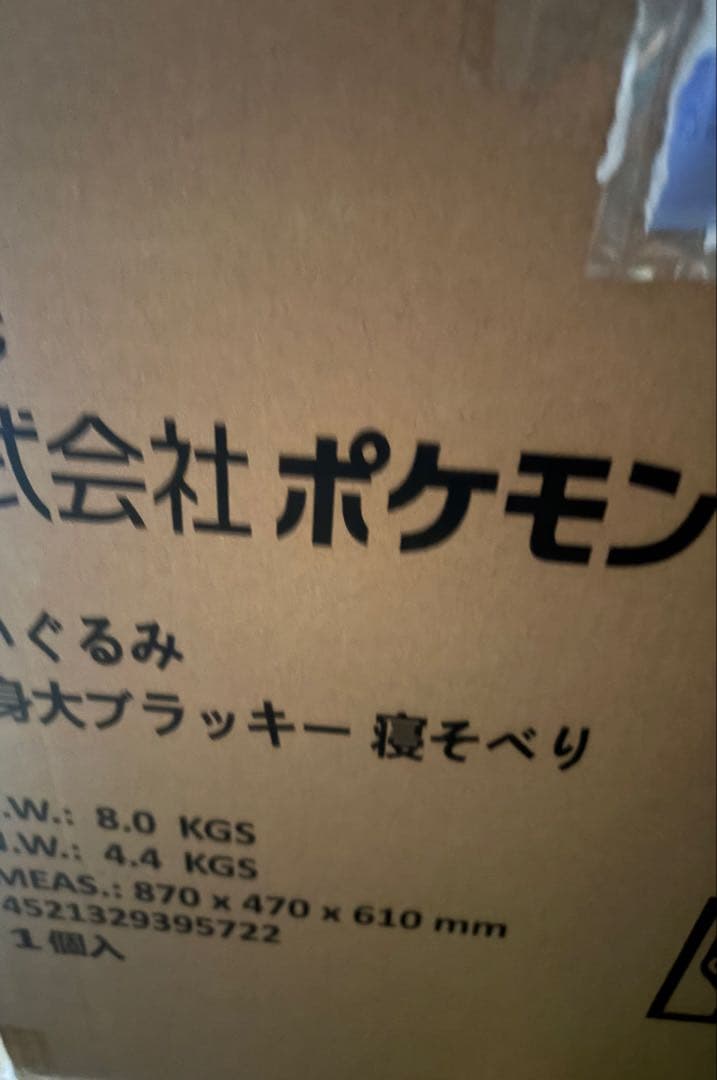 式会社ポケモン
ぐるみ
身大ブラッキー 寝そべり
.W.: 8.0 KGS
.W.: 4.4 KGS
MEAS.: 870 x 470 x 610 mm
4521329395722
1個入